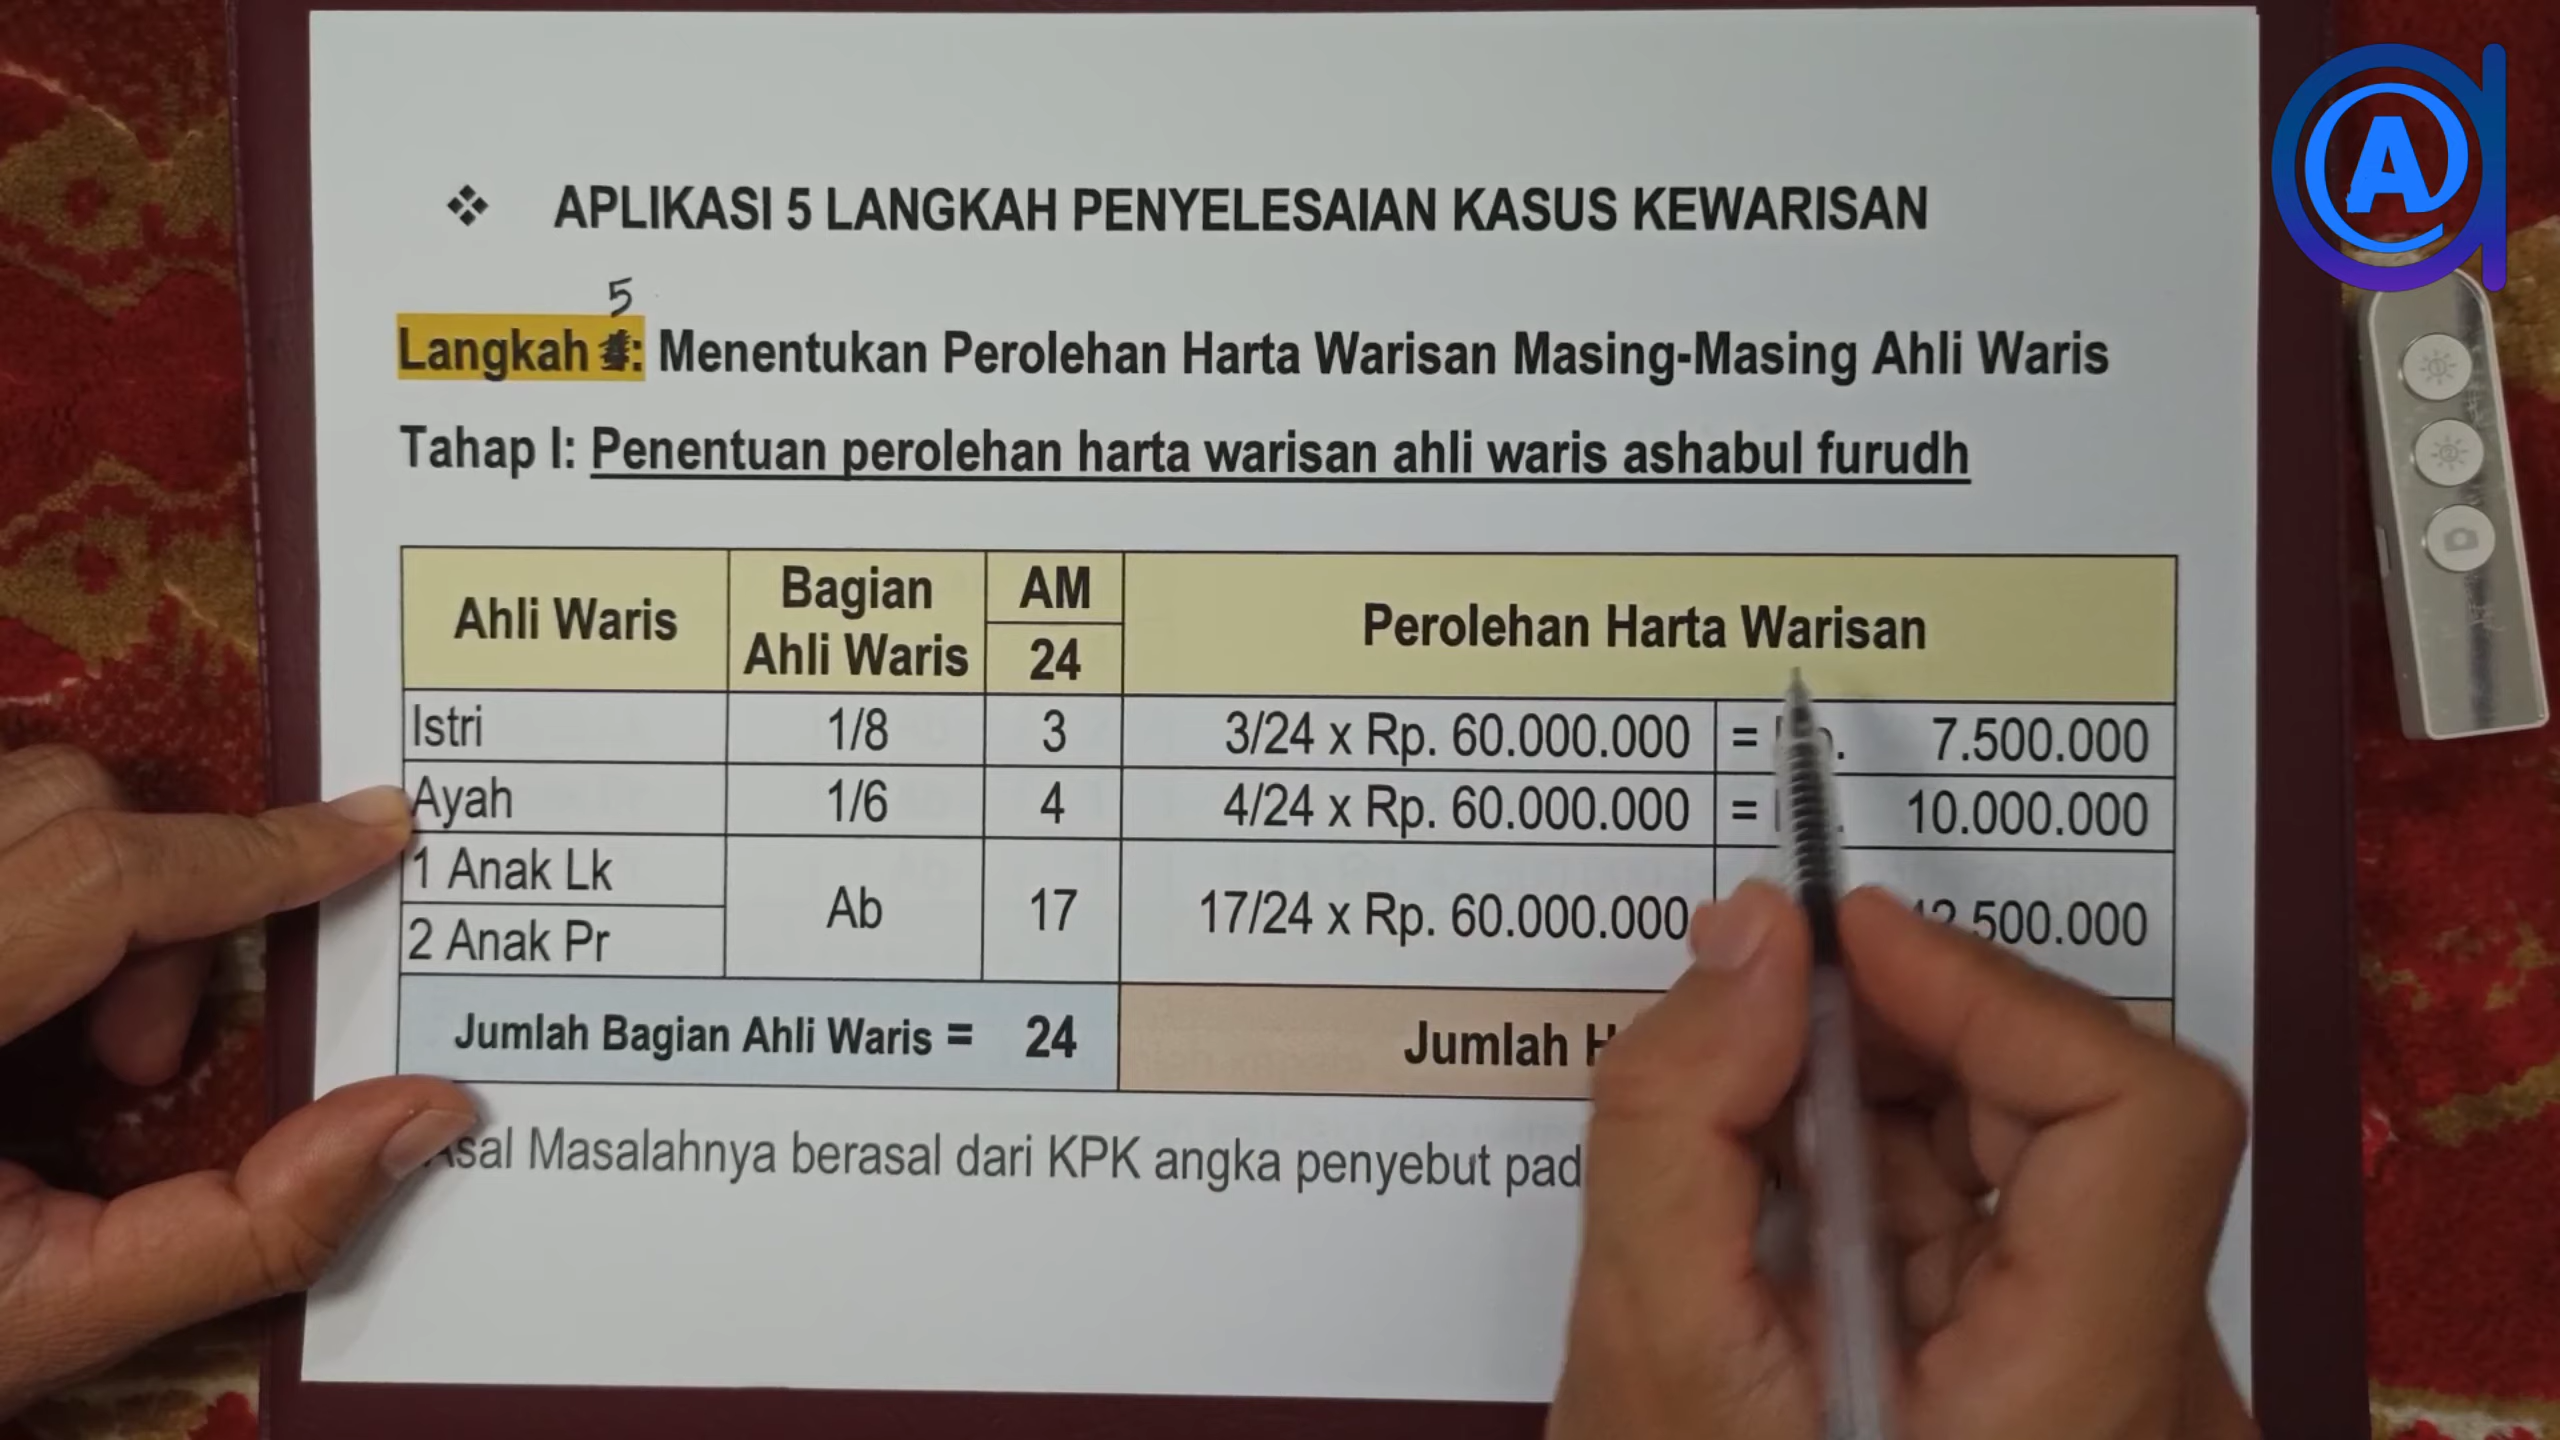 ❖ APLIKASI 5 LANGKAH PENYELESAIAN KASUS KEWARISAN
5
Langkah : Menentukan Perolehan Harta Warisan Masing-Masing Ahli Waris
Tahap I: Penentuan perolehan harta warisan ahli waris ashabul furudh
Ahli Waris
Bagian
Ahli Waris
AM
24
Perolehan Harta Warisan
Istri 1/8 3 3/24 x Rp. 60.000.000 = 7.500.000
Ayah 1/6 4 4/24 x Rp. 60.000.000 = 10.000.000
1 Anak Lk
2 Anak Pr
Ab 17 17/24 x Rp. 60.000.000 500.000
Jumlah Bagian Ahli Waris = 24 Jumlah
Masalahnya berasal dari KPK angka penyebut
A